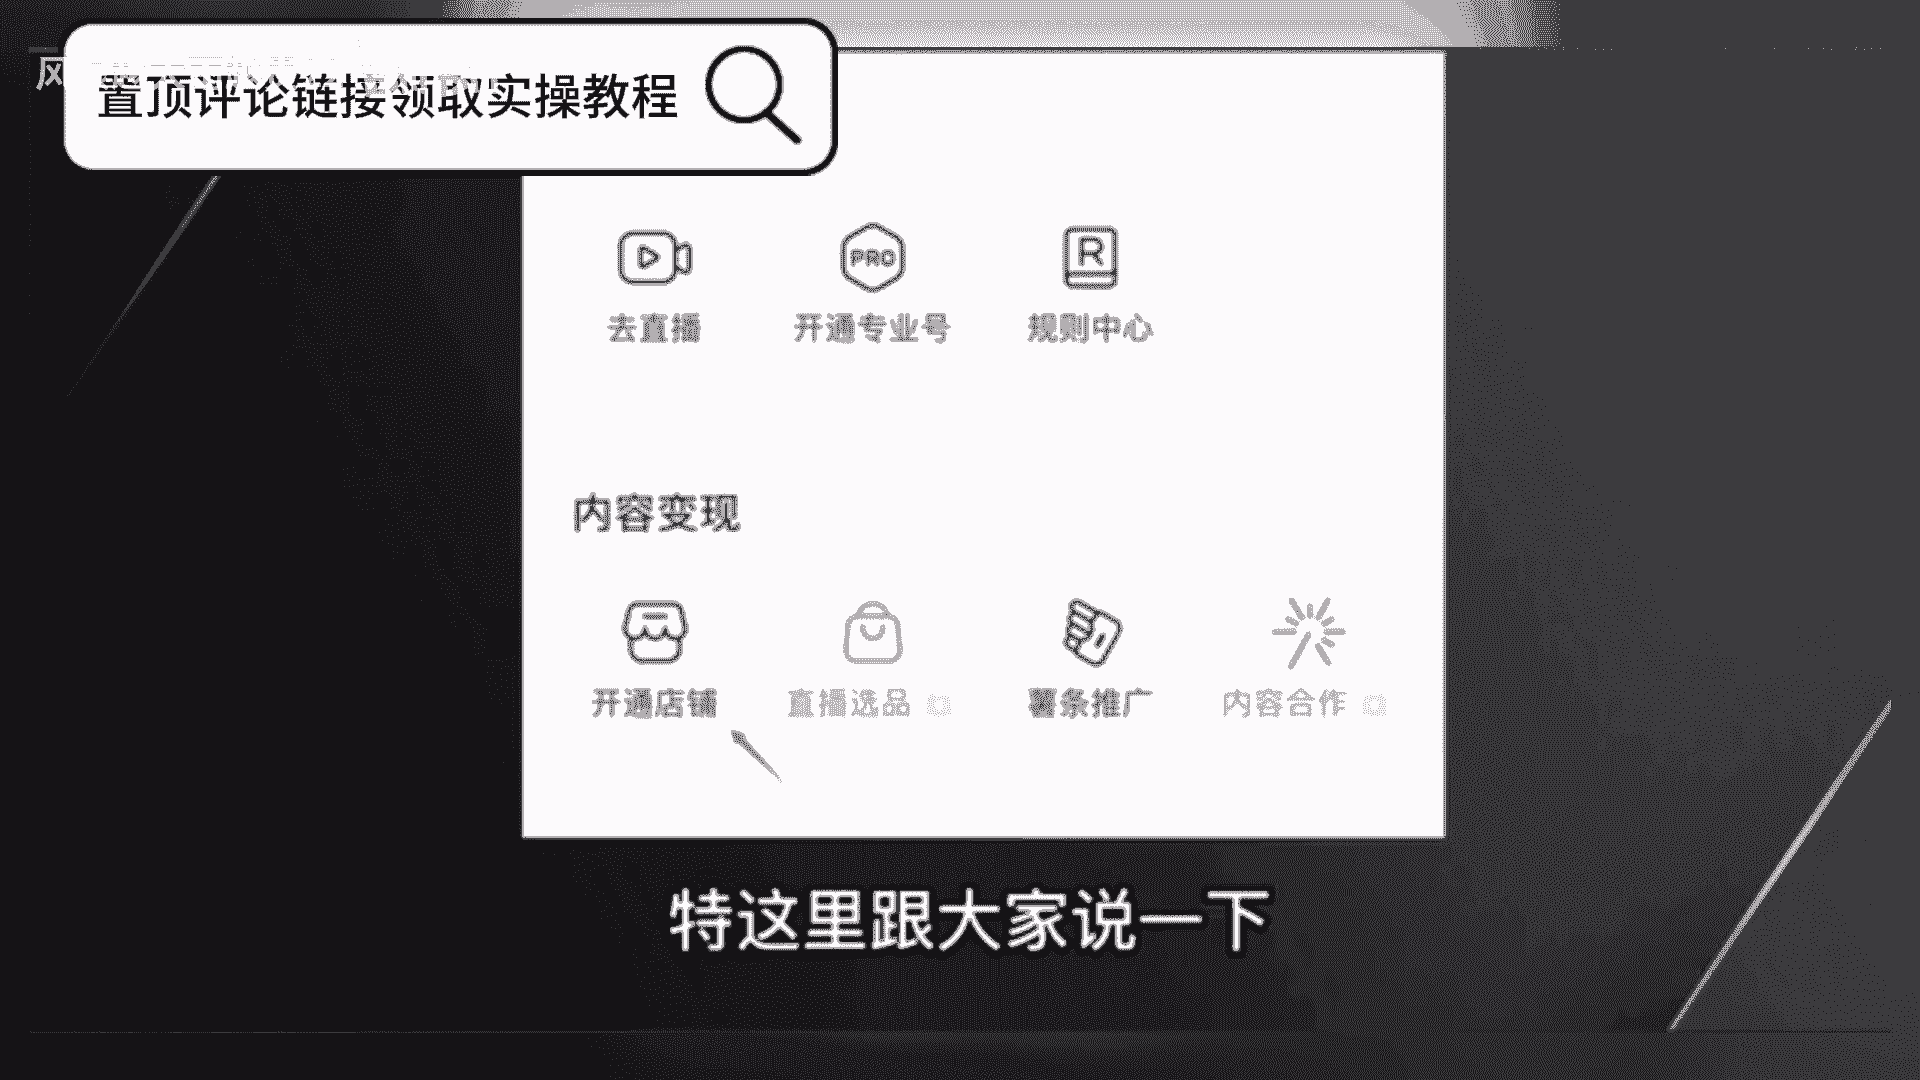 风
置顶评论链接领取实操教程
PRO
R
去直播
开通专业号
规则中心
内容变现
开通店铺
直播选品
薯条推广
内容合作
特这里跟大家说一下